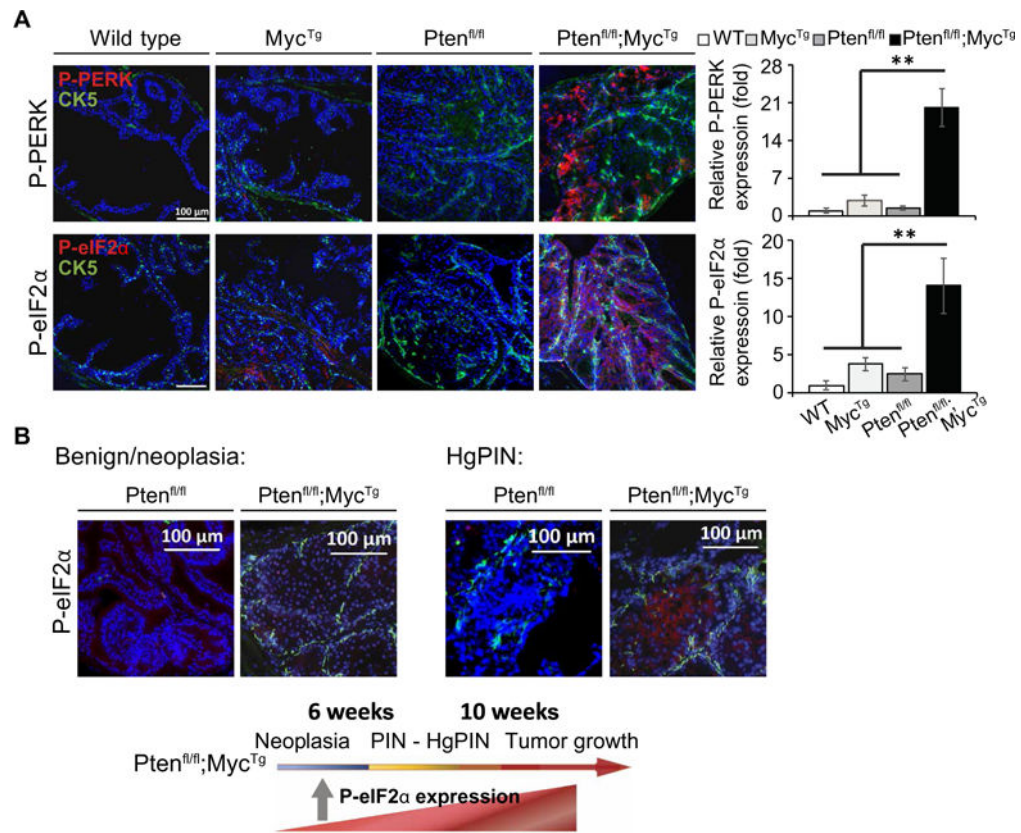 A
Wild type
Myc^Tg
Pten^fl/fl
Pten^fl/fl;Myc^Tg
WT Myc^Tg Pten^fl/fl Pten^fl/fl;Myc^Tg
P-PERK
P-PERK
CK5
100 µm
Relative P-PERK
expressoin (fold)
28
21
14
7
0
**
P-eIF2α
P-eIF2α
CK5
Relative P-eIF2α
expressoin (fold)
20
15
10
5
0
**
WT
Myc^Tg
Pten^fl/fl
Pten^fl/fl;
Myc^Tg
B
Benign/neoplasia:
HgPIN:
Pten^fl/fl
Pten^fl/fl;Myc^Tg
Pten^fl/fl
Pten^fl/fl;Myc^Tg
P-eIF2α
100 µm
100 µm
100 µm
100 µm
6 weeks
10 weeks
Neoplasia
PIN - HgPIN
Tumor growth
Pten^fl/fl;Myc^Tg
P-eIF2α expression